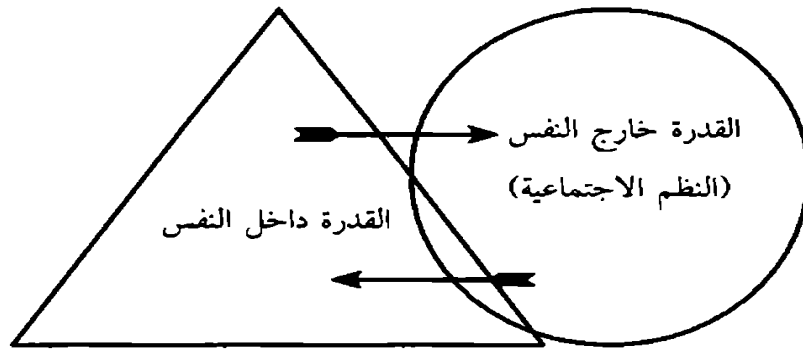 القدرة خارج النفس
(النظم الاجتماعية)
القدرة داخل النفس